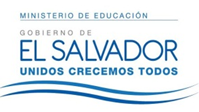 MINISTERIO DE EDUCACIÓN
GOBIERNO DE
EL SALVADOR
UNIDOS CRECEMOS TODOS